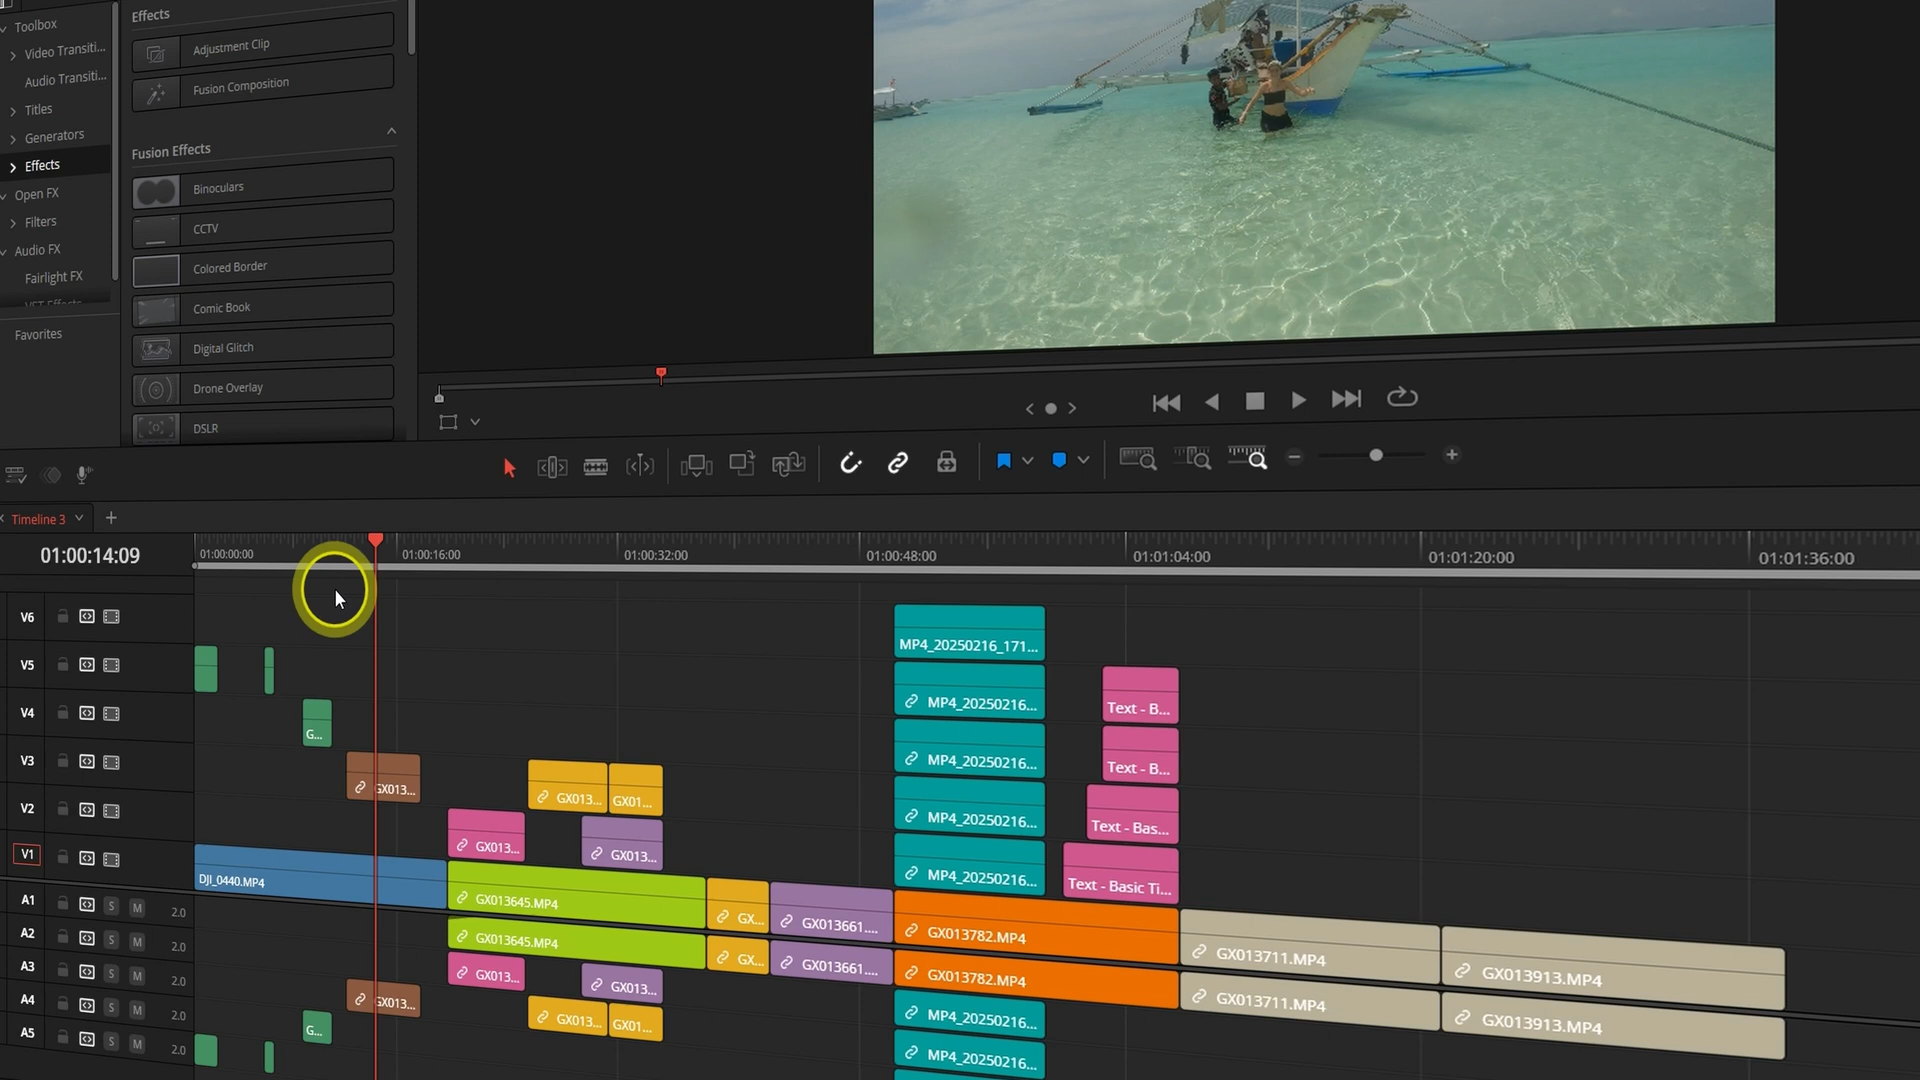 Toolbox
Video Transiti...
Audio Transiti...
Titles
Generators
Effects
Open FX
Filters
Audio FX
Fairlight FX
VST Effects
Favorites
Effects
Adjustment Clip
Fusion Composition
Fusion Effects
Binoculars
CCTV
Colored Border
Comic Book
Digital Glitch
Drone Overlay
DSLR
Timeline 3
01:00:14:09
01:00:00:00
01:00:16:00
01:00:32:00
01:00:48:00
01:01:04:00
01:01:20:00
01:01:36:00
V6
MP4_20250216_171...
V5
MP4_20250216...
Text - B...
V4
G...
MP4_20250216...
Text - B...
V3
GX013...
GX013...
GX01...
MP4_20250216...
Text - Bas...
V2
GX013...
GX013...
MP4_20250216...
Text - Basic Ti...
V1
DJI_0440.MP4
GX013645.MP4
GX...
GX013661....
GX013782.MP4
GX013711.MP4
GX013913.MP4
A1
S
M
2.0
GX013645.MP4
GX...
GX013661....
GX013782.MP4
GX013711.MP4
GX013913.MP4
A2
S
M
2.0
GX013...
GX013...
MP4_20250216...
A3
S
M
2.0
GX013...
GX013...
GX01...
MP4_20250216...
A4
S
M
2.0
G...
A5
S
M
2.0